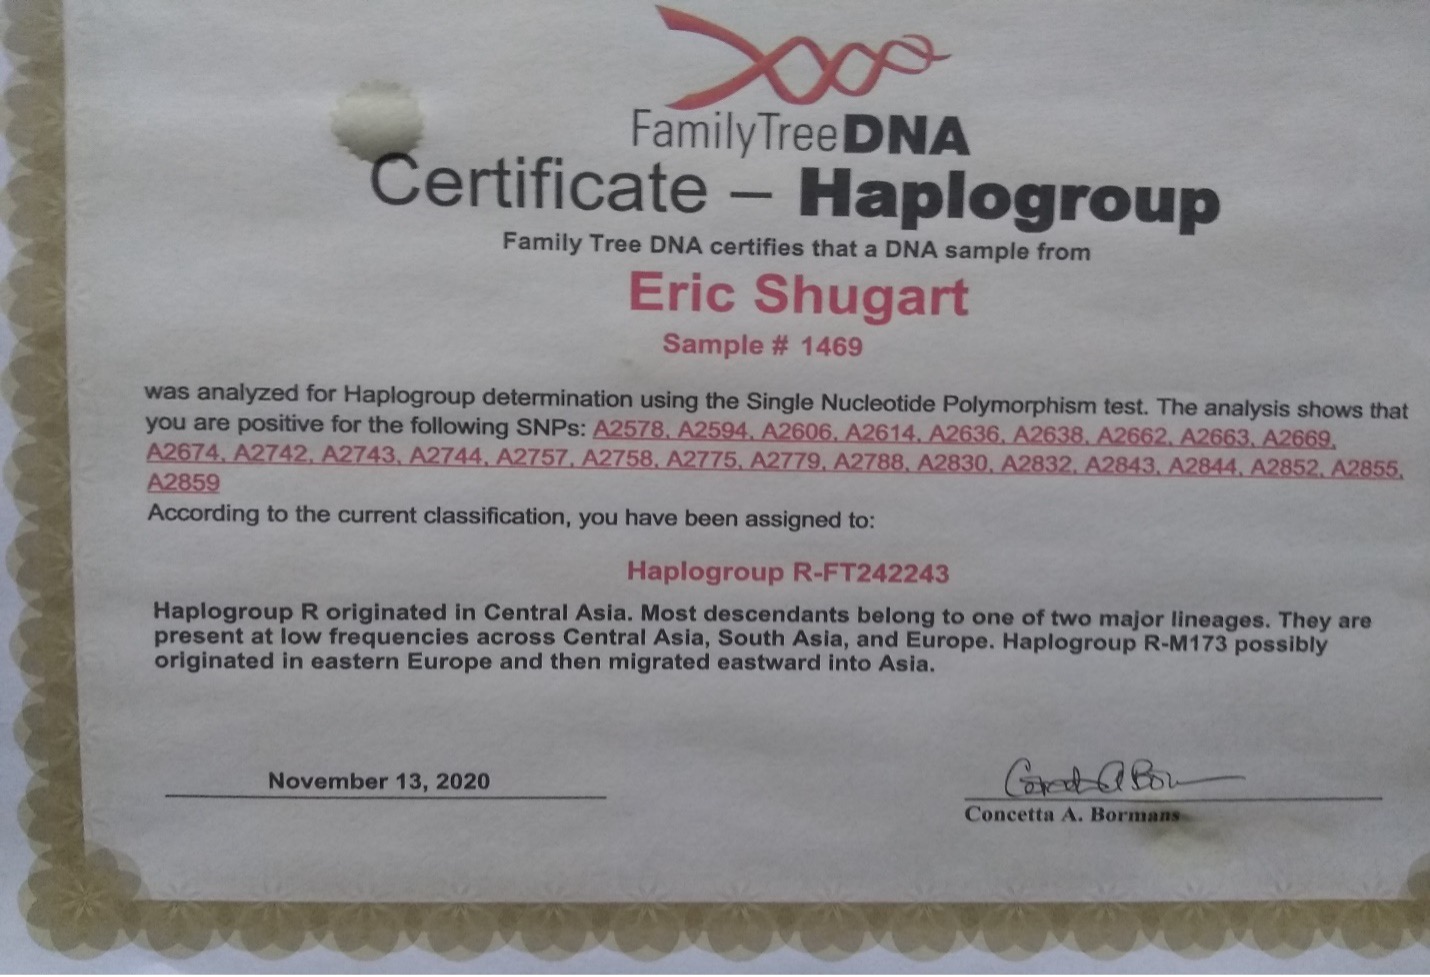 FamilyTreeDNA
Certificate – Haplogroup
Family Tree DNA certifies that a DNA sample from
Eric Shugart
Sample # 1469
was analyzed for Haplogroup determination using the Single Nucleotide Polymorphism test. The analysis shows that
you are positive for the following SNPs: A2578, A2594, A2606, A2614, A2636, A2638, A2662, A2663, A2669,
A2674, A2742, A2743, A2744, A2757, A2758, A2775, A2779, A2788, A2830, A2832, A2843, A2844, A2852, A2855,
A2859
According to the current classification, you have been assigned to:
Haplogroup R-FT242243
Haplogroup R originated in Central Asia. Most descendants belong to one of two major lineages. They are
present at low frequencies across Central Asia, South Asia, and Europe. Haplogroup R-M173 possibly
originated in eastern Europe and then migrated eastward into Asia.
November 13, 2020
Concetta A. Bormans